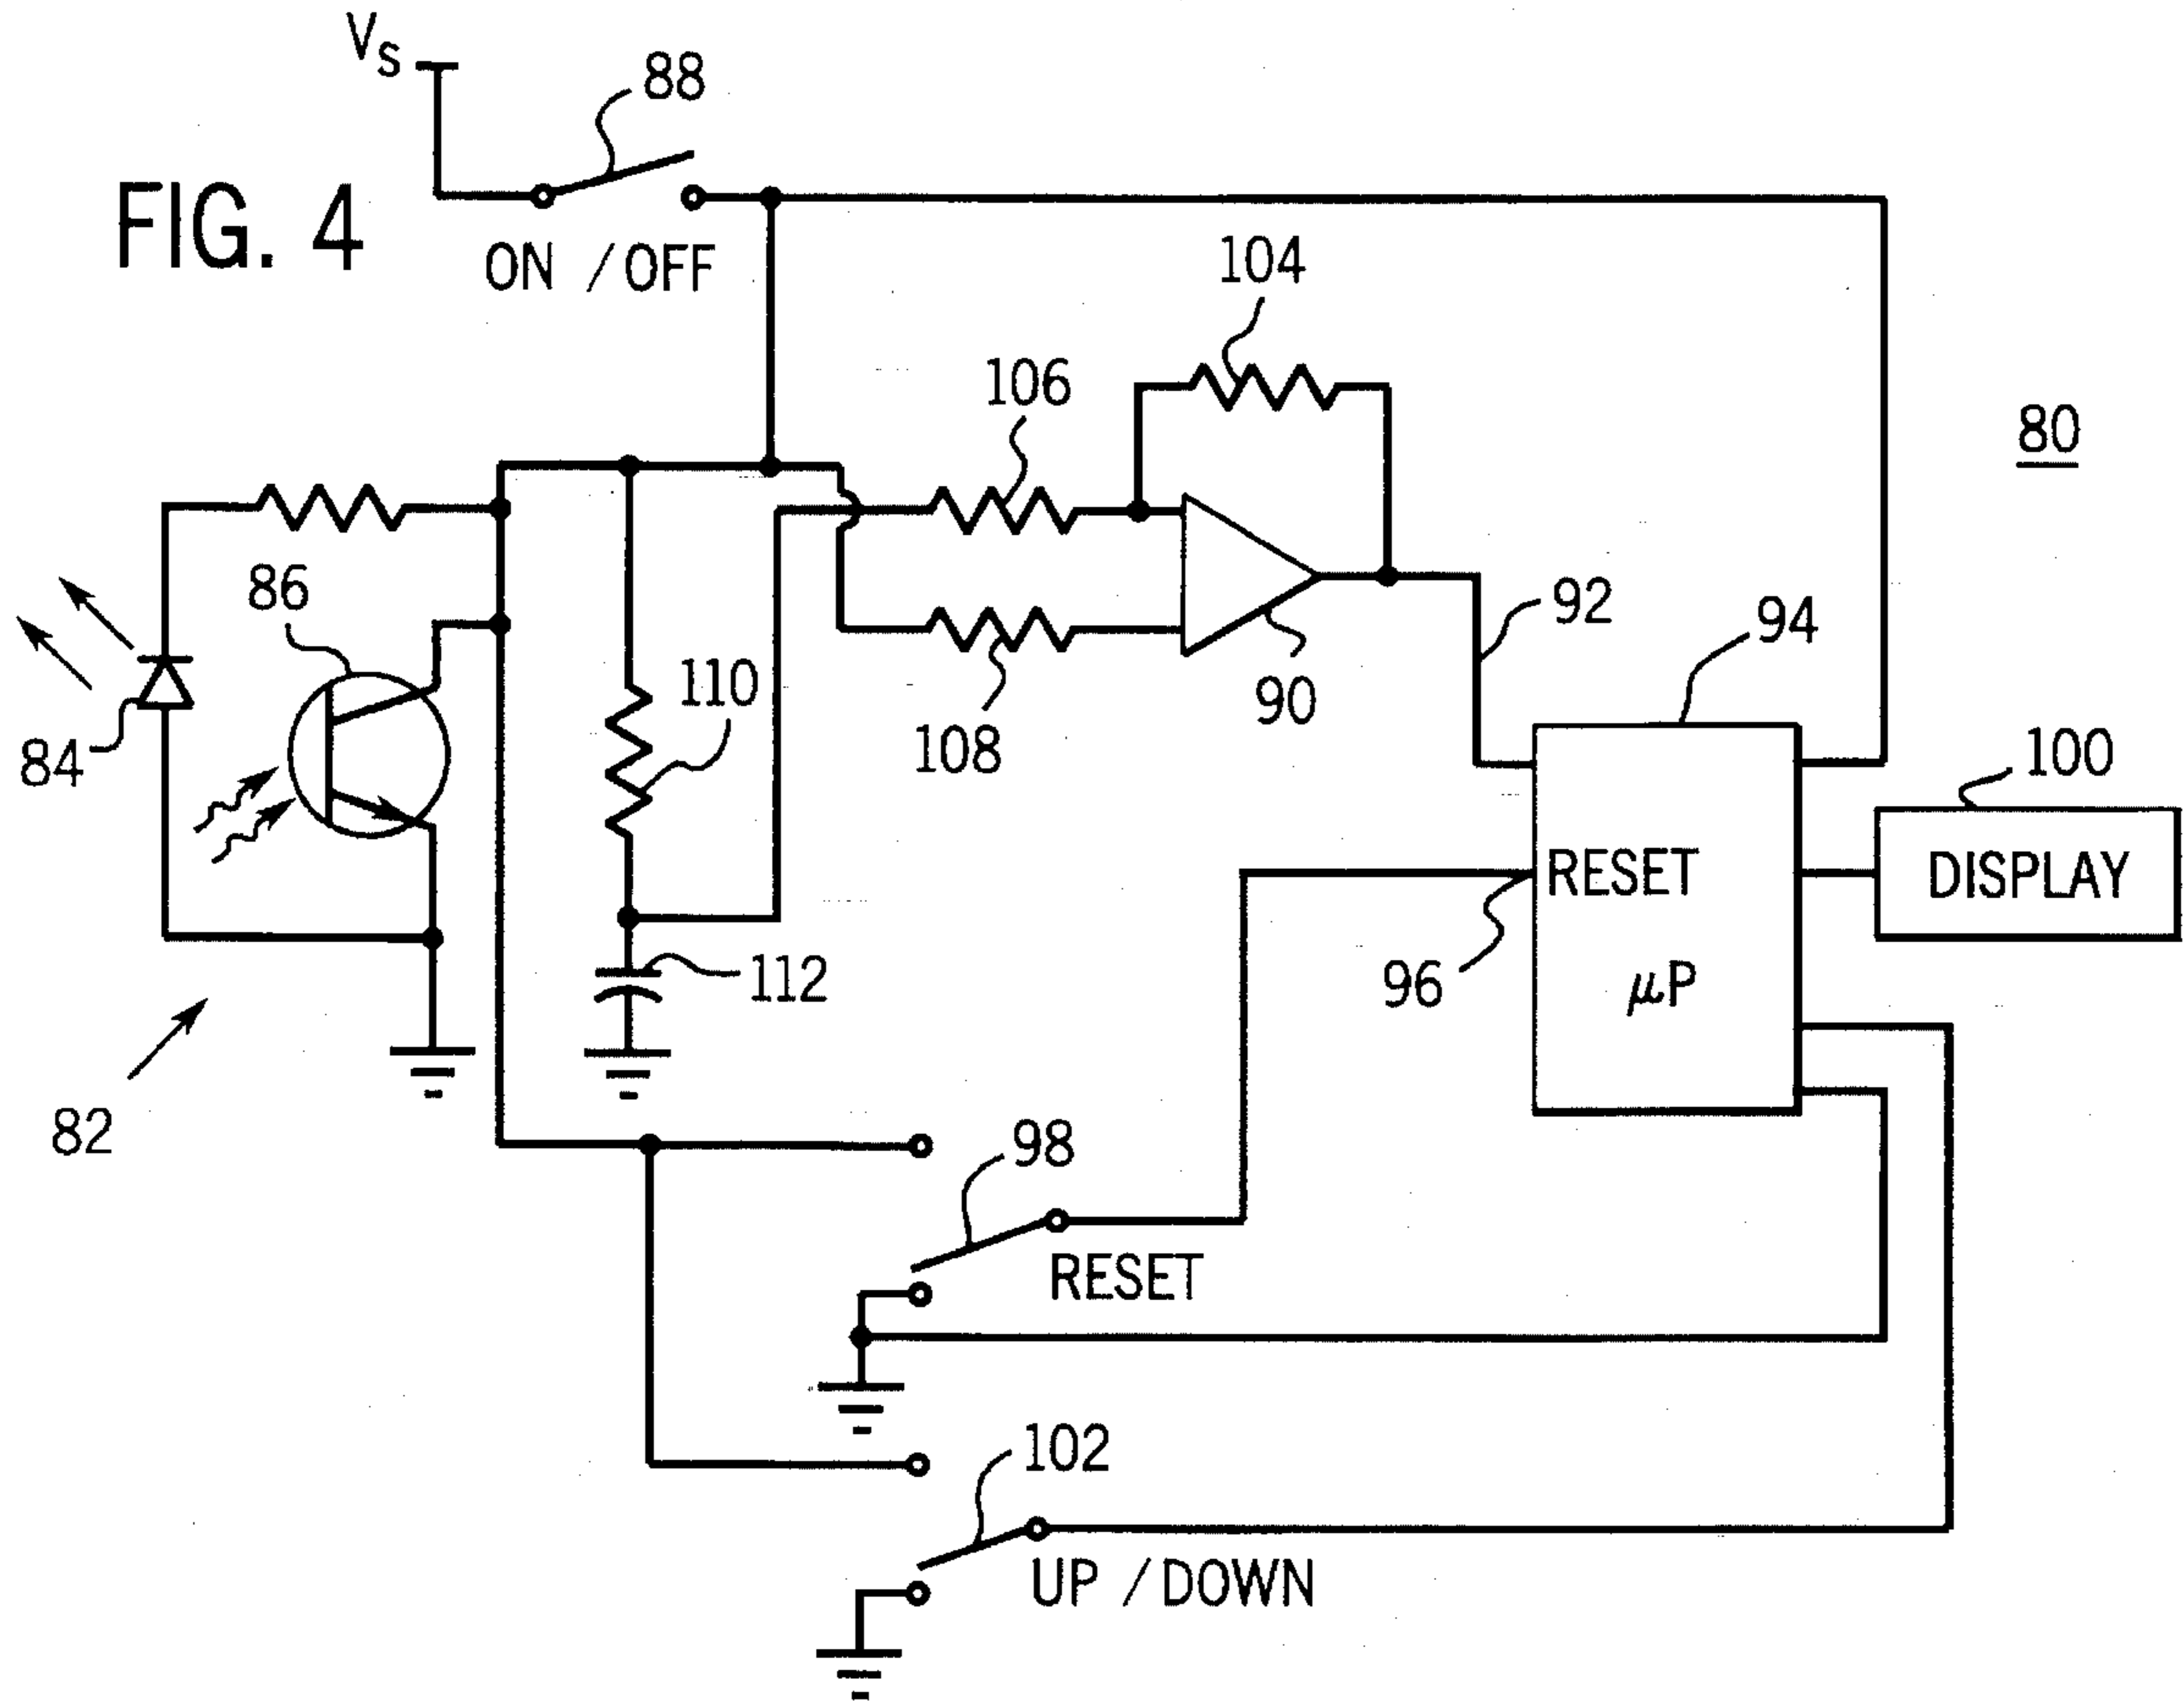 VS
88
FIG. 4
ON / OFF
104
106
80
86
92
94
110
90
84
108
100
RESET
DISPLAY
112
96
μP
82
98
RESET
102
UP / DOWN